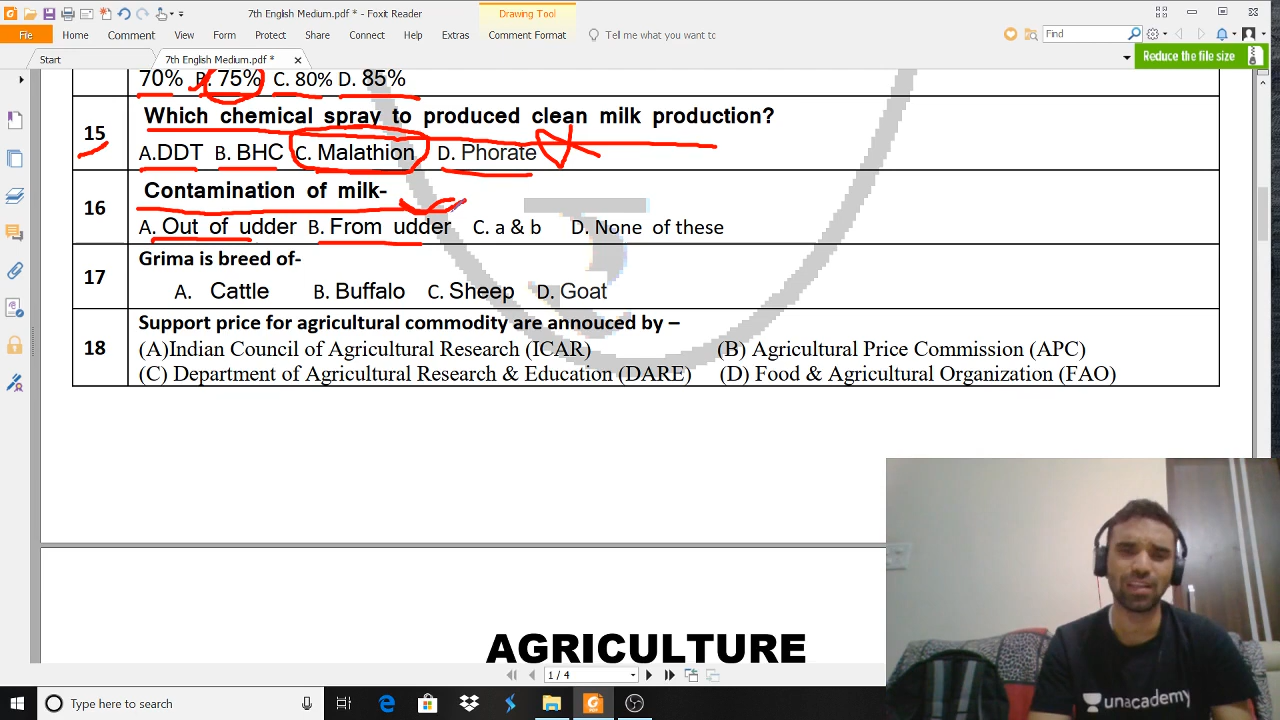 7th English Medium.pdf * - Foxit Reader
Drawing Tool
File Home Comment View Form Protect Share Connect Help Extras Comment Format Tell me what you want to Find
Start 7th English Medium.pdf * Reduce the file size
70% B. 75% C. 80% D. 85%
15 Which chemical spray to produced clean milk production?
A.DDT B. BHC C. Malathion D. Phorate
16 Contamination of milk-
A. Out of udder B. From udder C. a & b D. None of these
17 Grima is breed of-
A. Cattle B. Buffalo C. Sheep D. Goat
18 Support price for agricultural commodity are annouced by –
(A)Indian Council of Agricultural Research (ICAR) (B) Agricultural Price Commission (APC)
(C) Department of Agricultural Research & Education (DARE) (D) Food & Agricultural Organization (FAO)
AGRICULTURE
1 / 4
unacademy
Type here to search